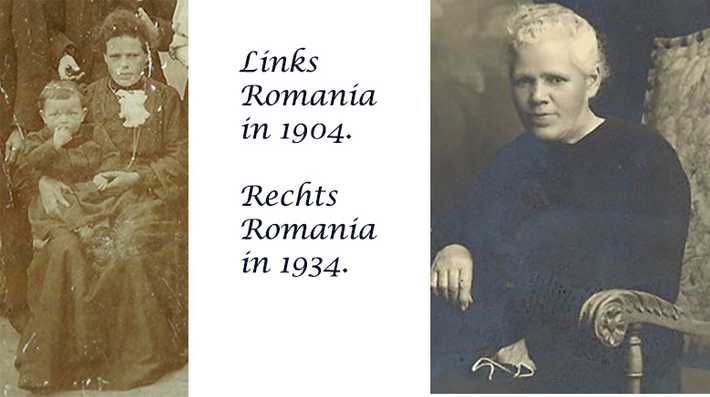 Links
Romania
in 1904.
Rechts
Romania
in 1934.